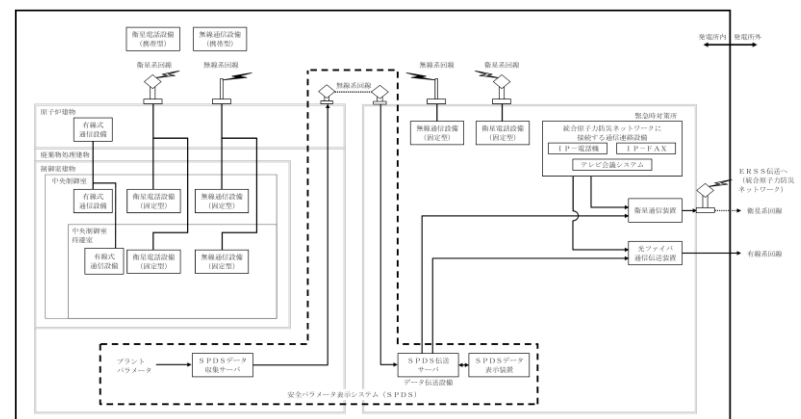 衛星電話設備
(携帯型)
無線通信設備
(携帯型)
発電所内
発電所外
衛星系回線
無線系回線
無線系回線
無線系回線
衛星系回線
原子炉建物
有線式
通信設備
無線通信設備
(固定型)
衛星電話設備
(固定型)
緊急時対策所
統合原子力防災ネットワークに
接続する通信連絡設備
IP-電話機
IP-FAX
テレビ会議システム
廃棄物処理建物
制御室建物
中央制御室
有線式
通信設備
衛星電話設備
(固定型)
無線通信設備
(固定型)
ERSS伝送へ
(統合原子力防災
ネットワーク)
衛星通信装置
衛星系回線
中央制御室
待避室
有線式
通信設備
衛星電話設備
(固定型)
無線通信設備
(固定型)
光ファイバ
通信伝送装置
有線系回線
プラント
パラメータ
SPDSデータ
収集サーバ
SPDS伝送
サーバ
SPDSデータ
表示装置
データ伝送設備
安全パラメータ表示システム(SPDS)